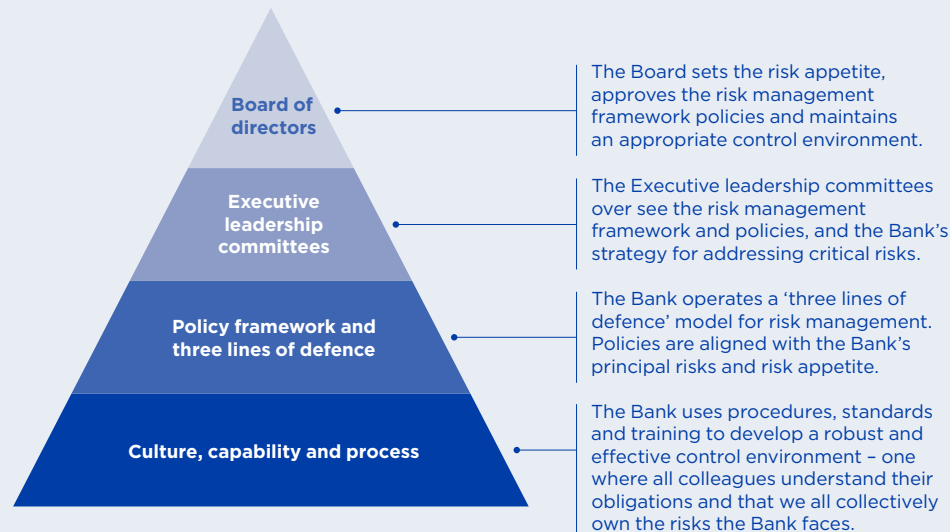 Board of
directors
The Board sets the risk appetite,
approves the risk management
framework policies and maintains
an appropriate control environment.
Executive
leadership
committees
The Executive leadership committees
over see the risk management
framework and policies, and the Bank's
strategy for addressing critical risks.
Policy framework and
three lines of defence
The Bank operates a ‘three lines of
defence’ model for risk management.
Policies are aligned with the Bank's
principal risks and risk appetite.
Culture, capability and process
The Bank uses procedures, standards
and training to develop a robust and
effective control environment – one
where all colleagues understand their
obligations and that we all collectively
own the risks the Bank faces.